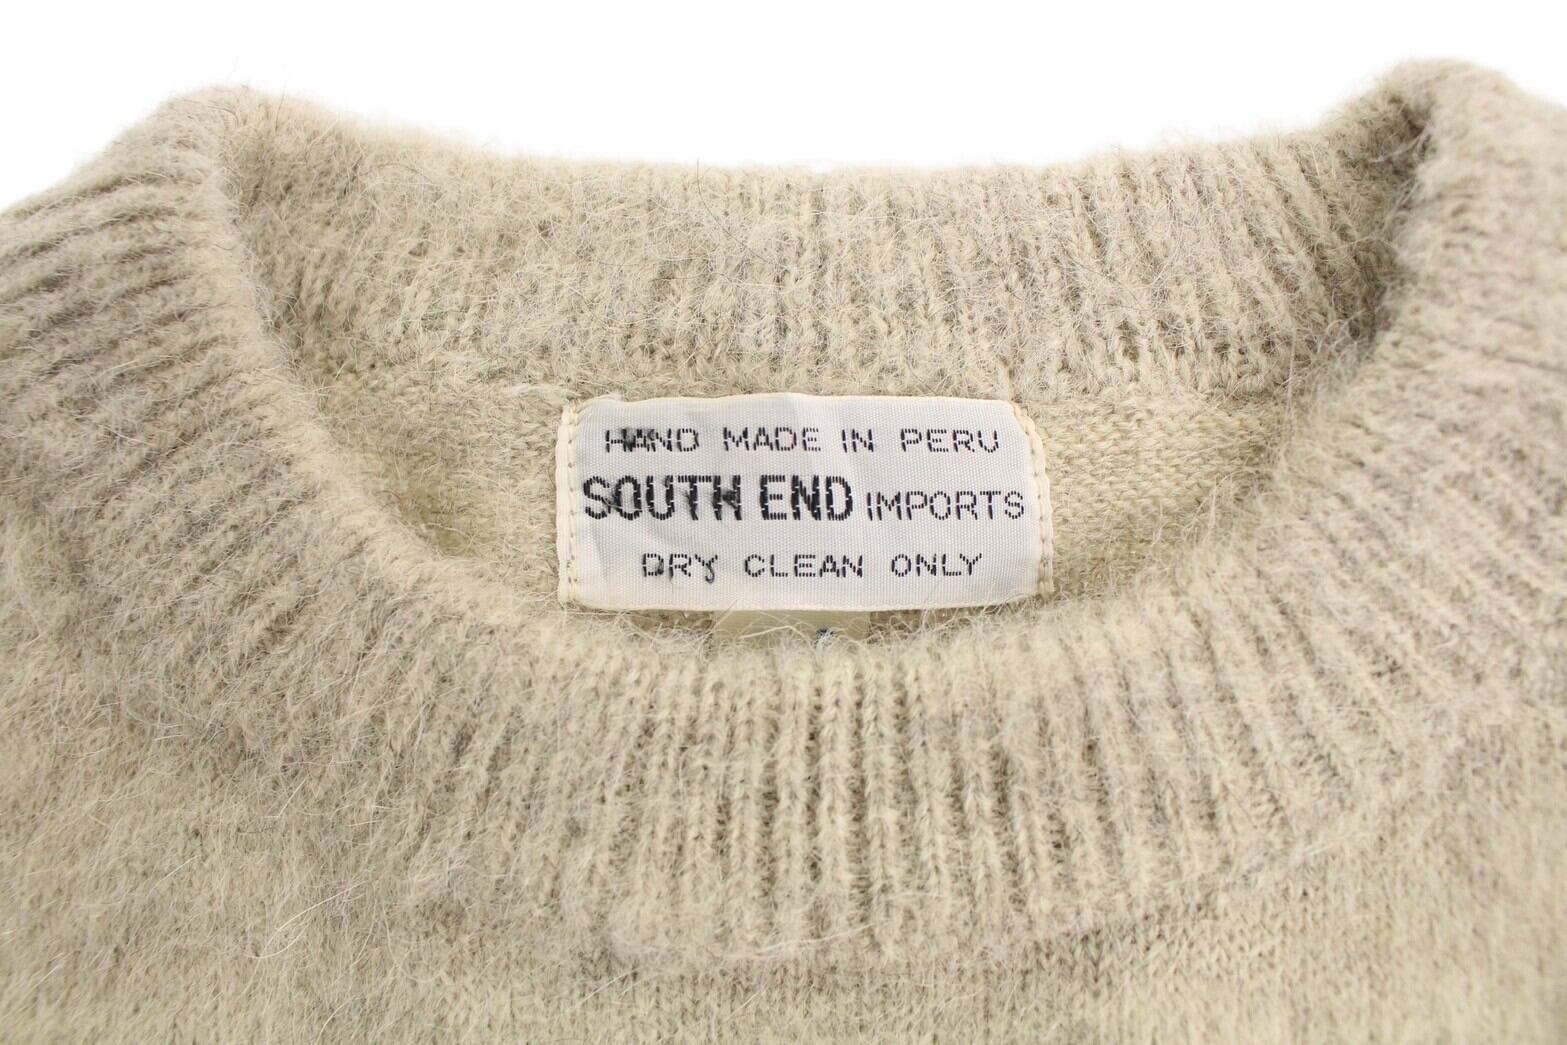 HAND MADE IN PERU
SOUTH END IMPORTS
DRY CLEAN ONLY